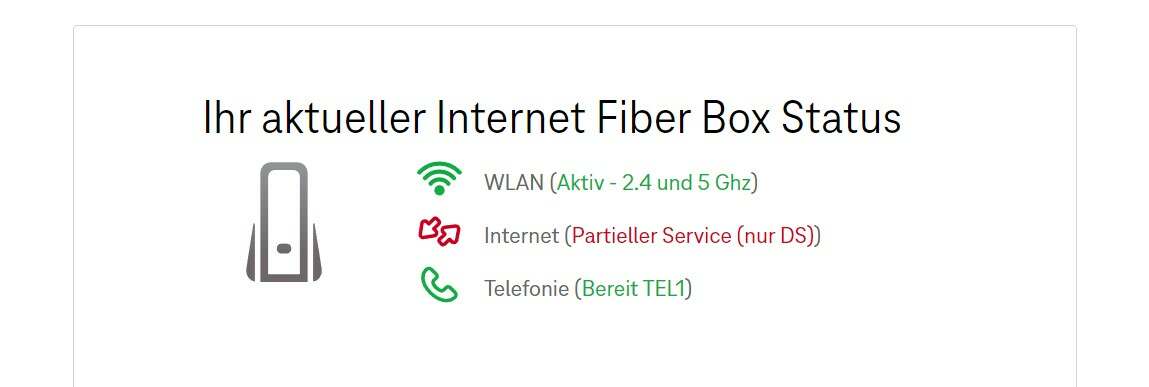 Ihr aktueller Internet Fiber Box Status
WLAN (Aktiv - 2.4 und 5 Ghz)
Internet (Partieller Service (nur DS))
Telefonie (Bereit TEL1)